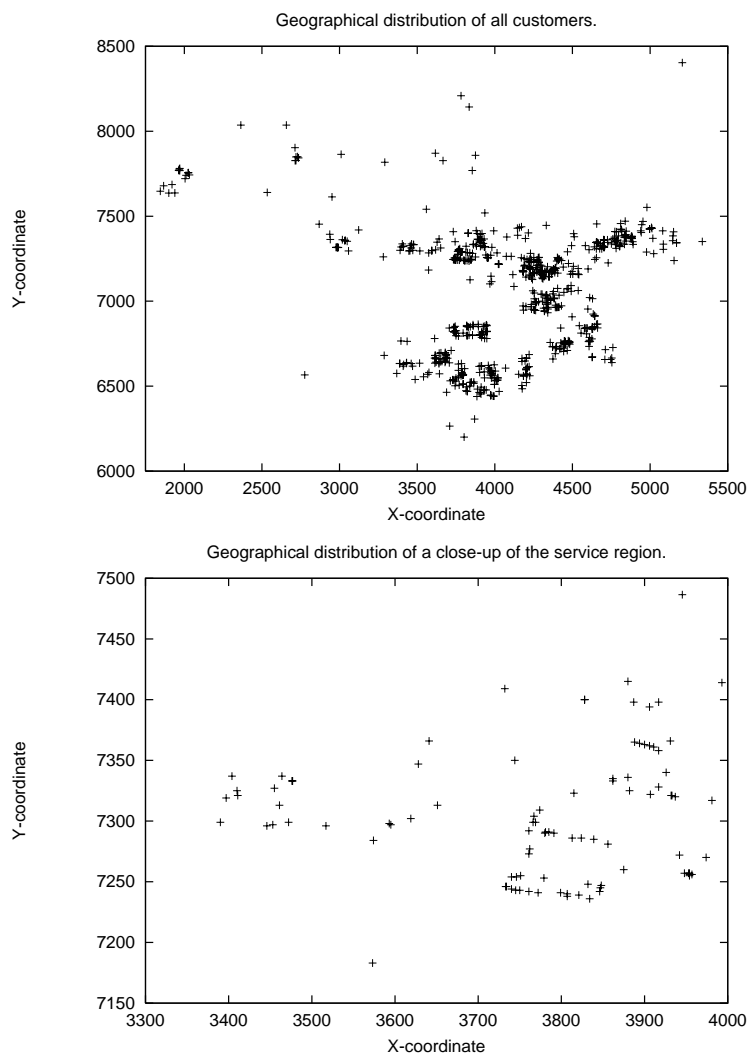 Geographical distribution of all customers.
8500
8000
7500
7000
6500
6000
Y-coordinate
2000 2500 3000 3500 4000 4500 5000 5500
X-coordinate
Geographical distribution of a close-up of the service region.
7500
7450
7400
7350
7300
7250
7200
7150
Y-coordinate
3300 3400 3500 3600 3700 3800 3900 4000
X-coordinate